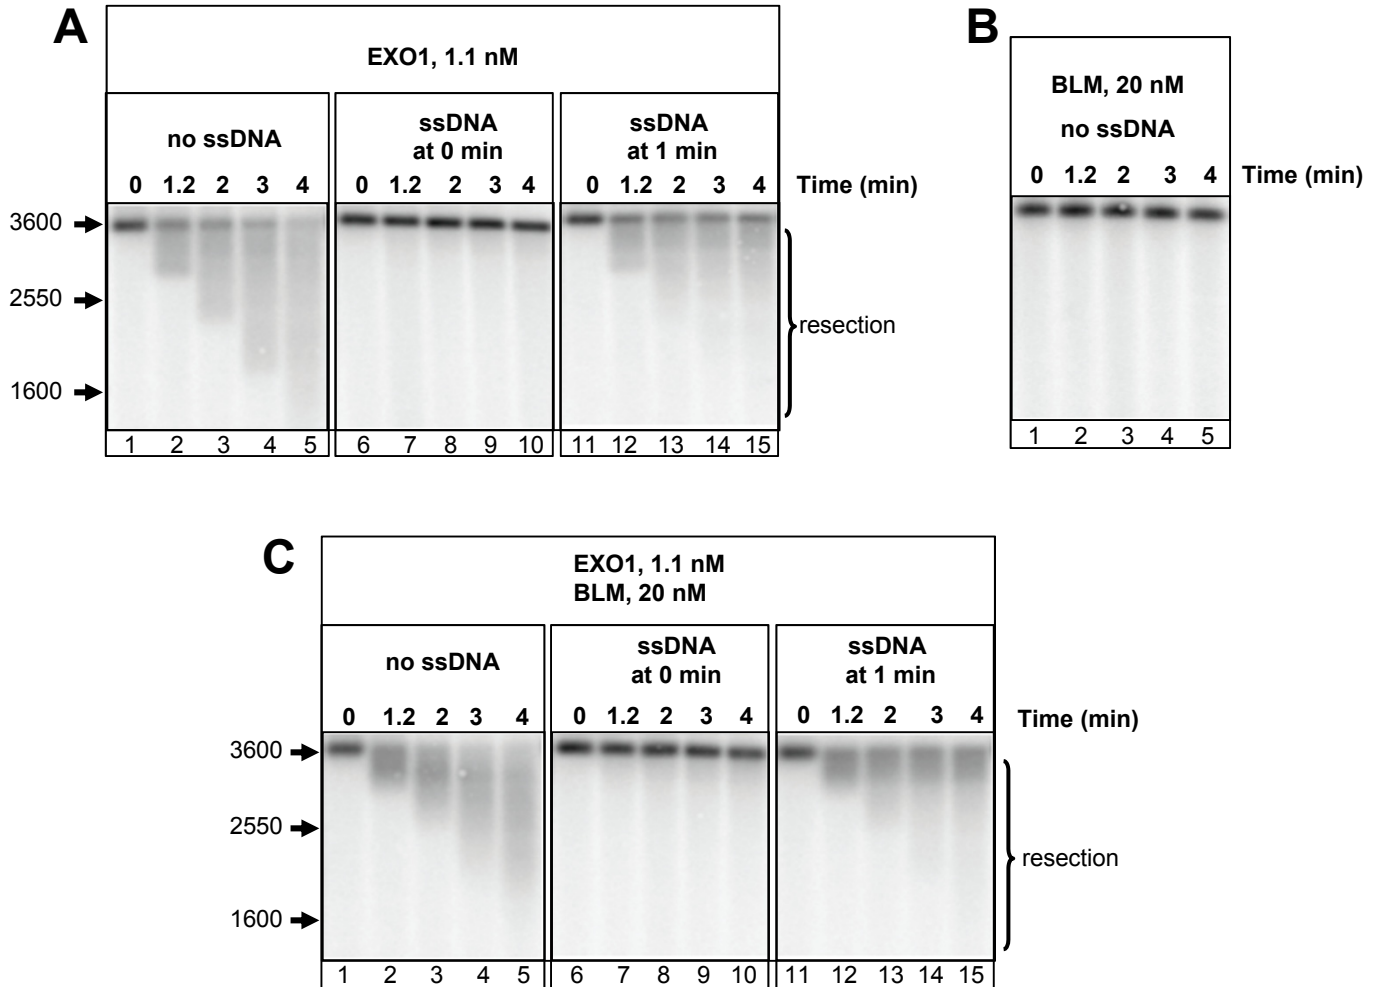 A
EXO1, 1.1 nM
no ssDNA
ssDNA
at 0 min
ssDNA
at 1 min
0 1.2 2 3 4 0 1.2 2 3 4 0 1.2 2 3 4 Time (min)
3600
2550
1600
resection
1 2 3 4 5 6 7 8 9 10 11 12 13 14 15
B
BLM, 20 nM
no ssDNA
0 1.2 2 3 4 Time (min)
1 2 3 4 5
C
EXO1, 1.1 nM
BLM, 20 nM
no ssDNA
ssDNA
at 0 min
ssDNA
at 1 min
0 1.2 2 3 4 0 1.2 2 3 4 0 1.2 2 3 4 Time (min)
3600
2550
1600
resection
1 2 3 4 5 6 7 8 9 10 11 12 13 14 15